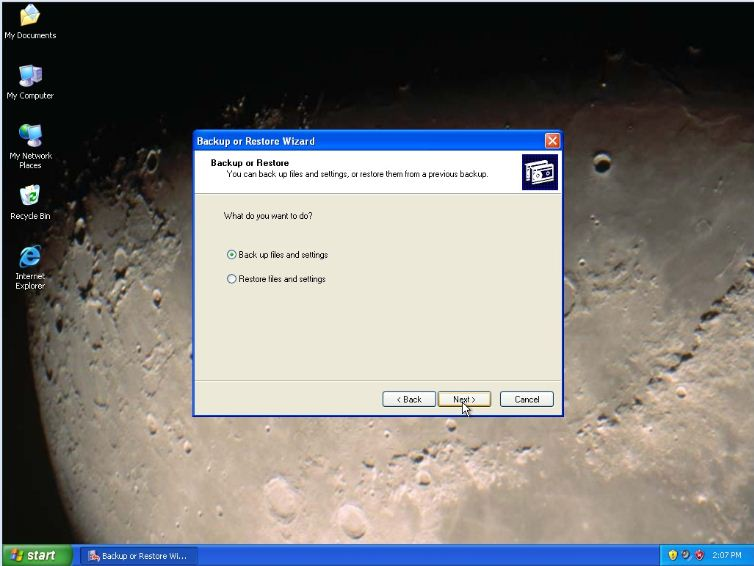 My Documents
My Computer
My Network
Places
Recycle Bin
Internet
Explorer
Backup or Restore Wizard
Backup or Restore
You can back up files and settings, or restore them from a previous backup.
What do you want to do?
Back up files and settings
Restore files and settings
< Back
Next >
Cancel
start
Backup or Restore Wi...
2:07 PM